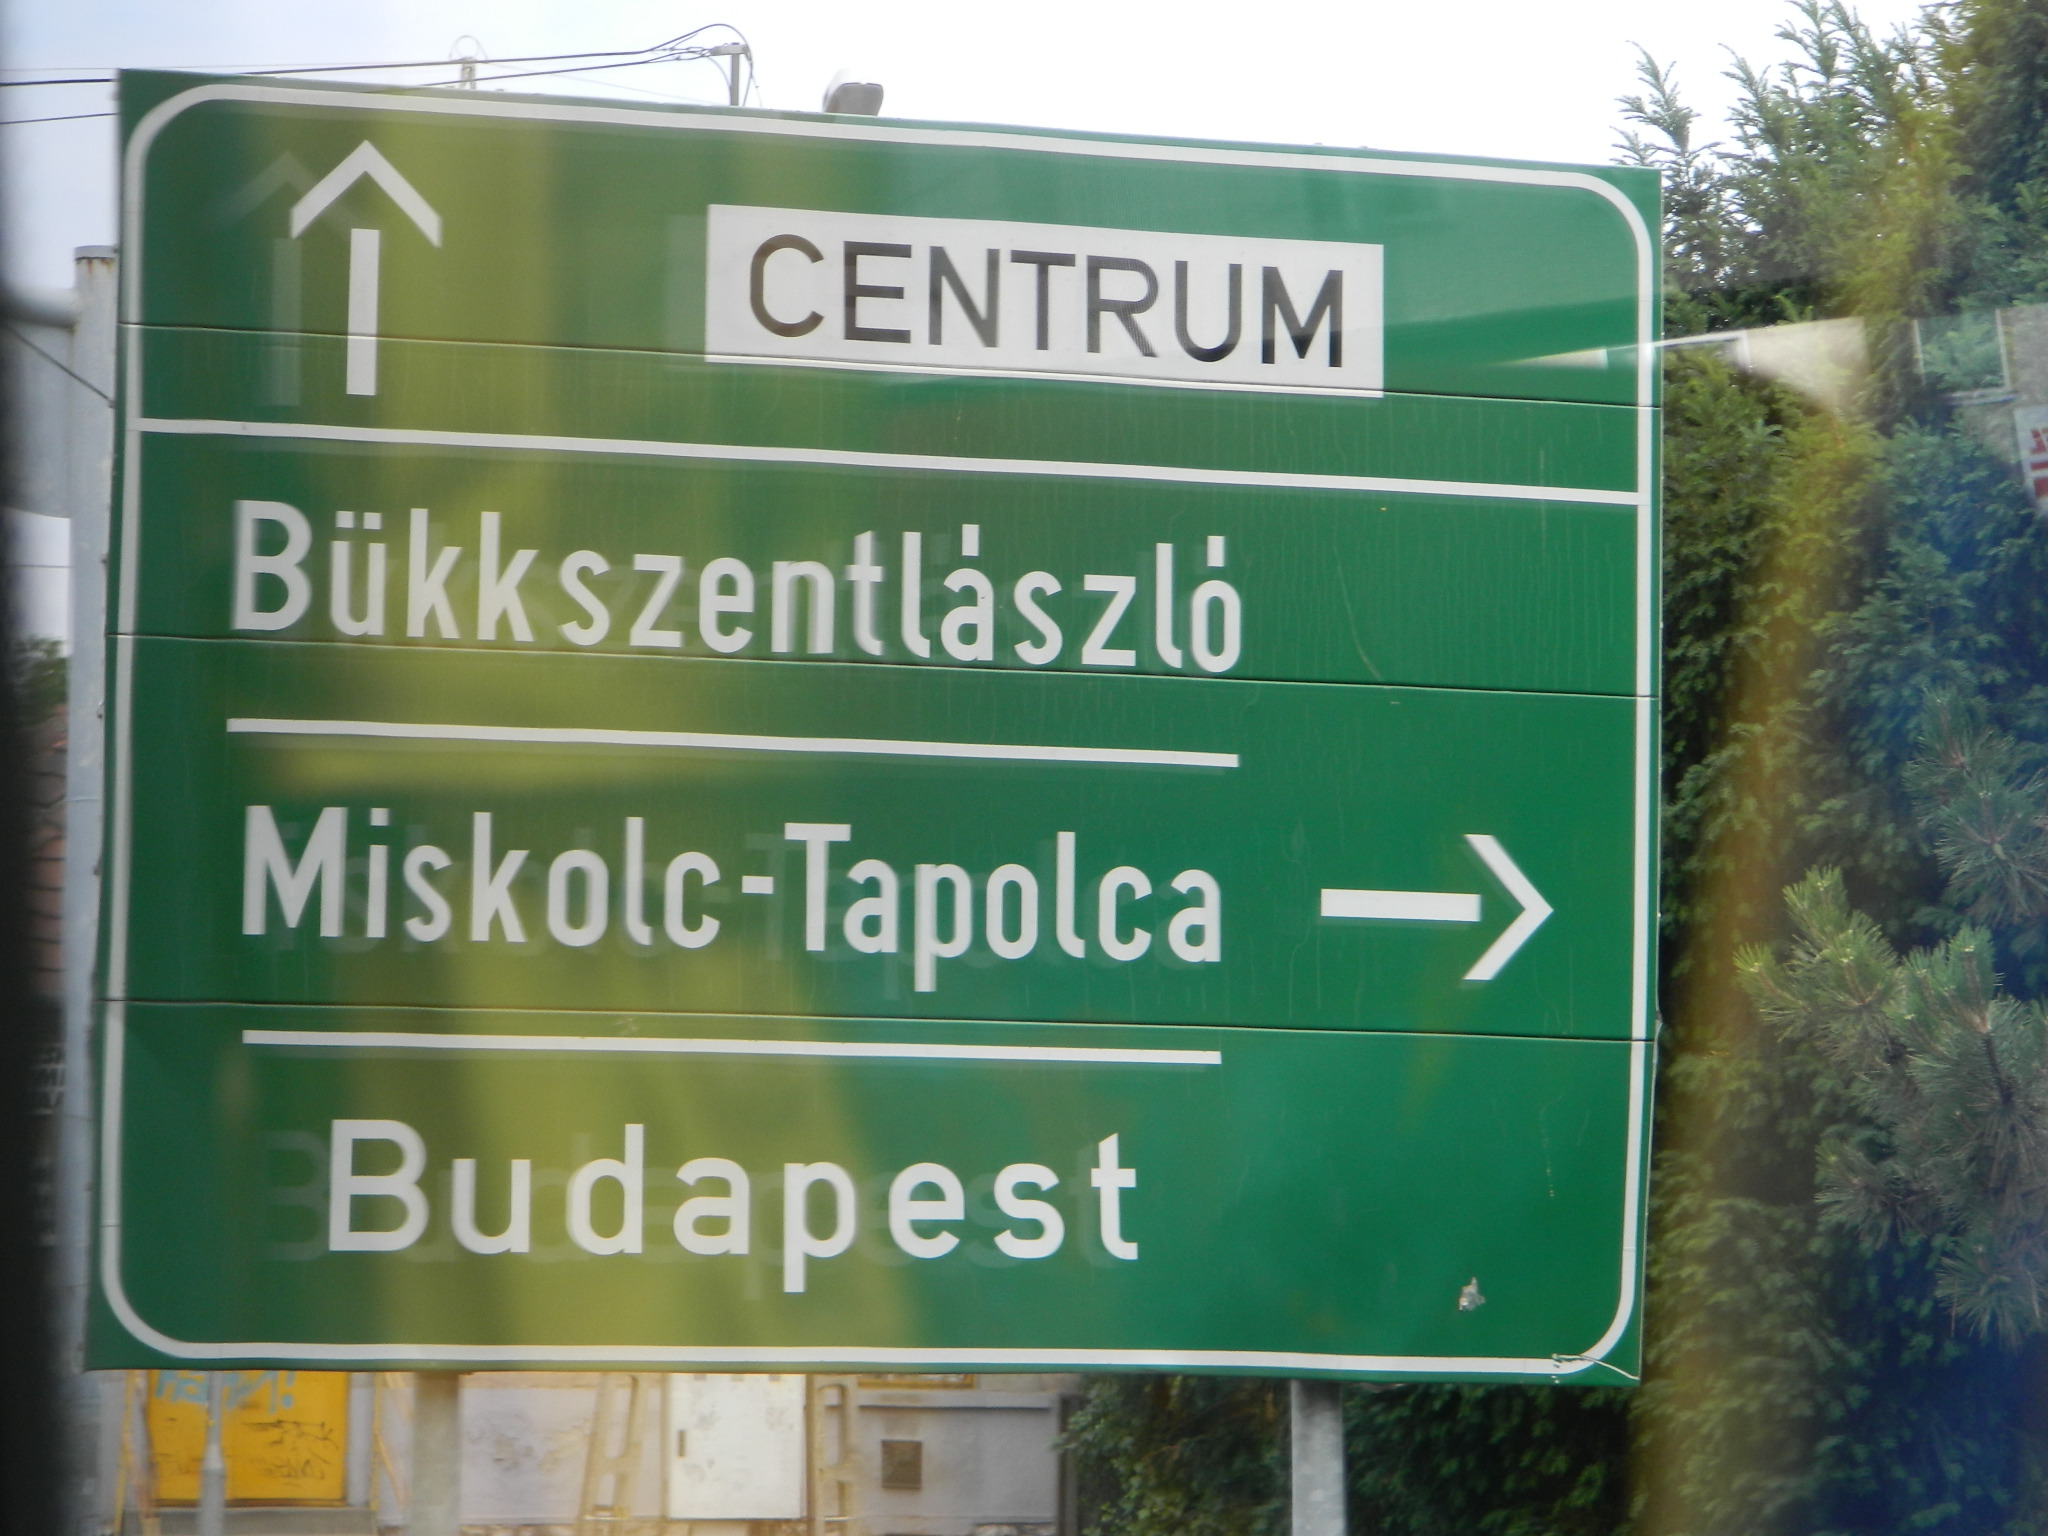 CENTRUM
Bükkszentlászló
Miskolc-Tapolca
Budapest